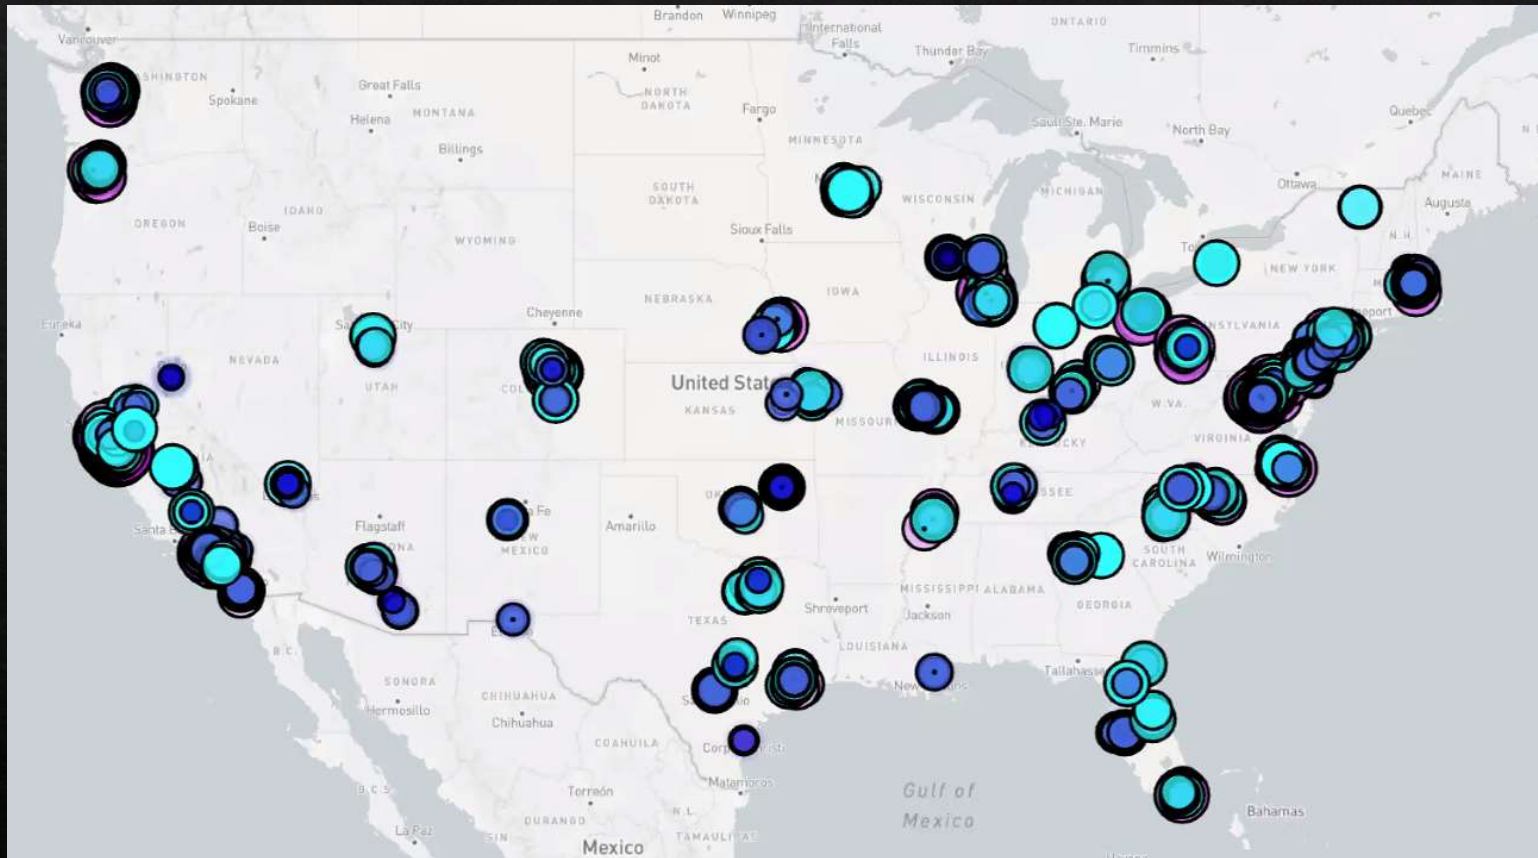 Brandon
Winnipeg
ONTARIO
Vancouver
International
Falls
Thunder Bay
Timmins
Minot
Great Falls
Spokane
NORTH
DAKOTA
Fargo
MONTANA
Helena
Quebec
Sault Ste. Marie
North Bay
MINNESOTA
Billings
MAINE
Ottawa
SOUTH
DAKOTA
MICHIGAN
WISCONSIN
Augusta
IDAHO
OREGON
Boise
Sioux Falls
WYOMING
N.H.
NEW YORK
IOWA
NEBRASKA
Cheyenne
Eureka
City
NEVADA
ILLINOIS
UTAH
United
KANSAS
W.VA.
VIRGINIA
Flagstaff
Amarillo
NEW
MEXICO
SOUTH
CAROLINA
Wilmington
MISSISSIPPI
ALABAMA
GEORGIA
Shreveport
Jackson
TEXAS
LOUISIANA
B.C.
SONORA
Hermosillo
CHIHUAHUA
Chihuahua
COAHUILA
Matamoros
B.C.S.
Torreón
Gulf of
Mexico
N.L.
Bahamas
DURANGO
La Paz
SIN.
Mexico